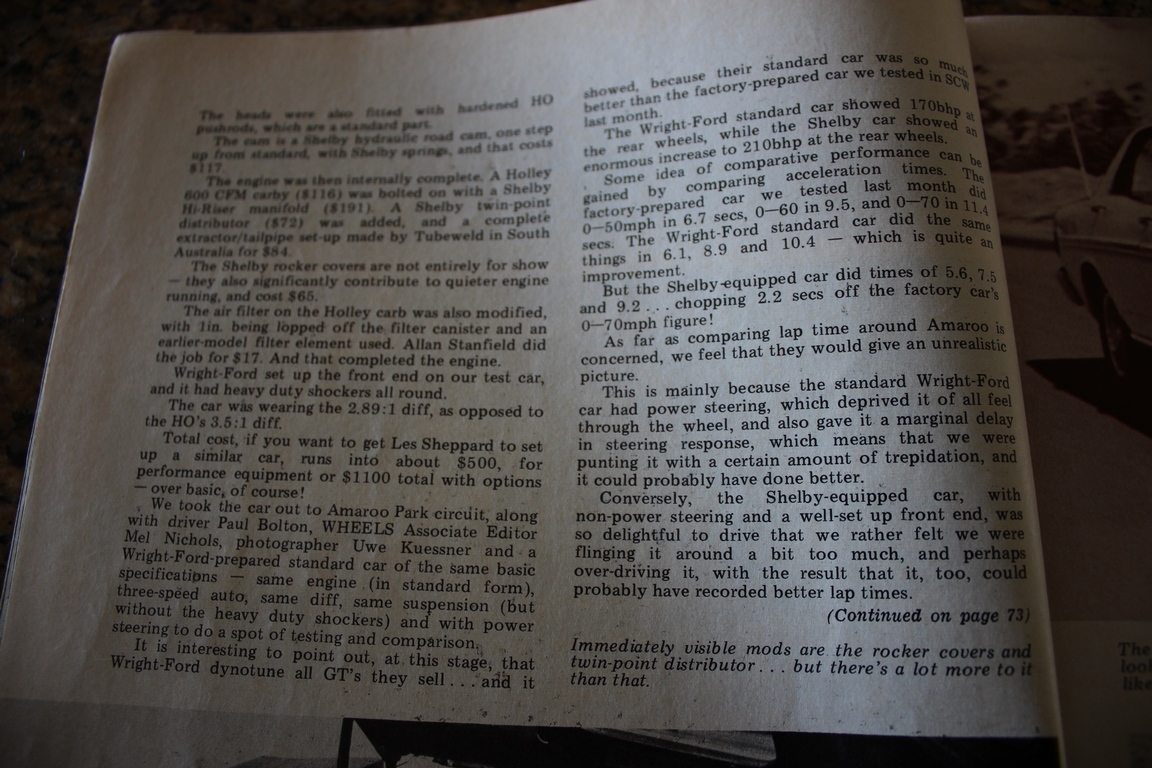 The heads were also fitted with hardened HO
pushrods, which are a standard part.
The cam is a Shelby hydraulic road cam, one step
up from standard, with Shelby springs, and that costs
$117.
The engine was then internally complete. A Holley
600 CFM carby ($116) was bolted on with a Shelby
Hi-Riser manifold ($191). A Shelby twin-point
distributor ($72) was added, and a complete
extractor/tailpipe set-up made by Tubeweld in South
Australia for $84.
The Shelby rocker covers are not entirely for show
— they also significantly contribute to quieter engine
running, and cost $65.
The air filter on the Holley carb was also modified,
with 1in. being lopped off the filter canister and an
earlier-model filter element used. Allan Stanfield did
the job for $17. And that completed the engine.
Wright-Ford set up the front end on our test car,
and it had heavy duty shockers all round.
The car was wearing the 2.89:1 diff, as opposed to
the HO's 3.5:1 diff.
Total cost, if you want to get Les Sheppard to set
up a similar car, runs into about $500, for
performance equipment or $1100 total with options
— over basic, of course!
We took the car out to Amaroo Park circuit, along
with driver Paul Bolton, WHEELS Associate Editor
Mel Nichols, photographer Uwe Kuessner and a
Wright-Ford-prepared standard car of the same basic
specifications — same engine (in standard form),
three-speed auto, same diff, same suspension (but
without the heavy duty shockers) and with power
steering to do a spot of testing and comparison.
It is interesting to point out, at this stage, that
Wright-Ford dynotune all GT's they sell . . . and it
showed, because their standard car was so much
better than the factory-prepared car we tested in SCW
last month.
The Wright-Ford standard car showed 170bhp at
the rear wheels, while the Shelby car showed an
enormous increase to 210bhp at the rear wheels.
Some idea of comparative performance can be
gained by comparing acceleration times. The
factory-prepared car we tested last month did
0—50mph in 6.7 secs, 0—60 in 9.5, and 0—70 in 11.4
secs. The Wright-Ford standard car did the same
things in 6.1, 8.9 and 10.4 — which is quite an
improvement.
But the Shelby-equipped car did times of 5.6, 7.5
and 9.2 . . . chopping 2.2 secs off the factory car's
0—70mph figure!
As far as comparing lap time around Amaroo is
concerned, we feel that they would give an unrealistic
picture.
This is mainly because the standard Wright-Ford
car had power steering, which deprived it of all feel
through the wheel, and also gave it a marginal delay
in steering response, which means that we were
punting it with a certain amount of trepidation, and
it could probably have done better.
Conversely, the Shelby-equipped car, with
non-power steering and a well-set up front end, was
so delightful to drive that we rather felt we were
flinging it around a bit too much, and perhaps
over-driving it, with the result that it, too, could
probably have recorded better lap times.
(Continued on page 73)
Immediately visible mods are the rocker covers and
twin-point distributor . . . but there's a lot more to it
than that.
The
look
like